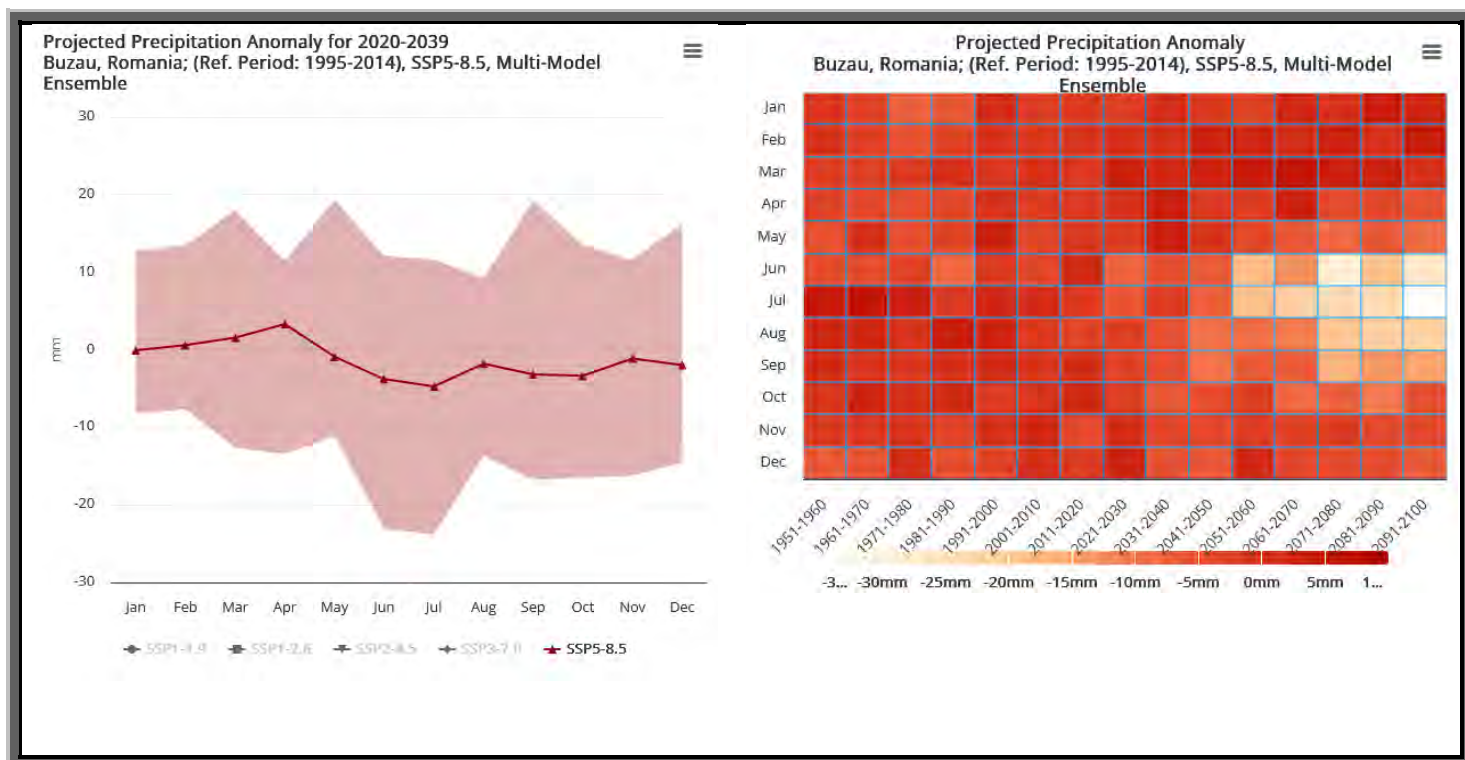 Projected Precipitation Anomaly for 2020-2039
Buzau, Romania; (Ref. Period: 1995-2014), SSP5-8.5, Multi-Model
Ensemble
30
20
10
0
-10
-20
-30
mm
Jan Feb Mar Apr May Jun Jul Aug Sep Oct Nov Dec
SSP1-1.9 SSP1-2.6 SSP2-4.5 SSP3-7.0 SSP5-8.5
Projected Precipitation Anomaly
Buzau, Romania; (Ref. Period: 1995-2014), SSP5-8.5, Multi-Model
Ensemble
Jan
Feb
Mar
Apr
May
Jun
Jul
Aug
Sep
Oct
Nov
Dec
1951-1960 1961-1970 1971-1980 1981-1990 1991-2000 2001-2010 2011-2020 2021-2030 2031-2040 2041-2050 2051-2060 2061-2070 2071-2080 2081-2090 2091-2100
-3... -30mm -25mm -20mm -15mm -10mm -5mm 0mm 5mm 1...